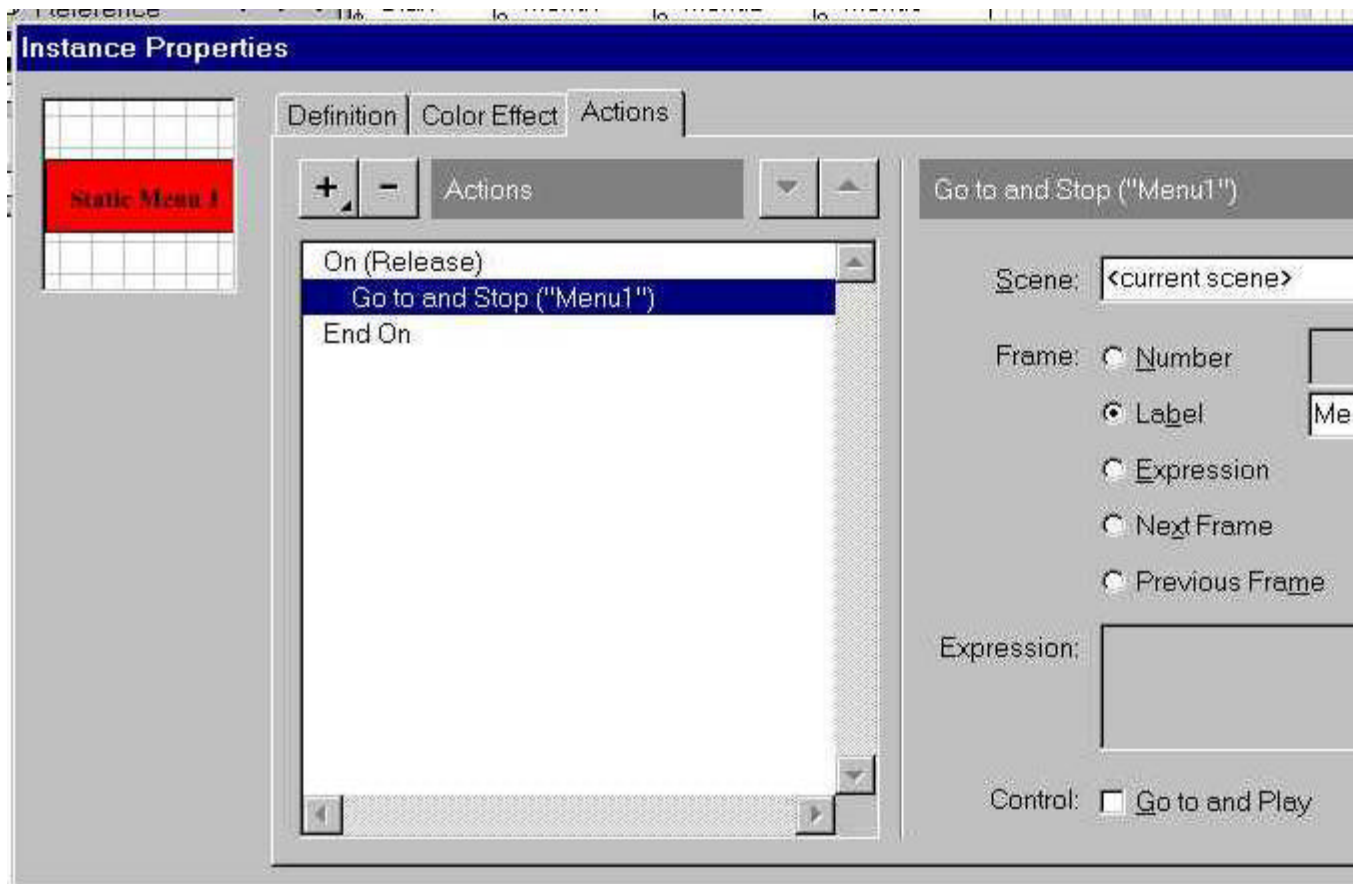 Reference
Instance Properties
Definition
Color Effect
Actions
Static Menu 1
+
-
Actions
Go to and Stop ("Menu1")
On (Release)
Go to and Stop ("Menu1")
End On
Scene:
<current scene>
Frame:
Number
Label
Me
Expression
Next Frame
Previous Frame
Expression:
Control:
Go to and Play